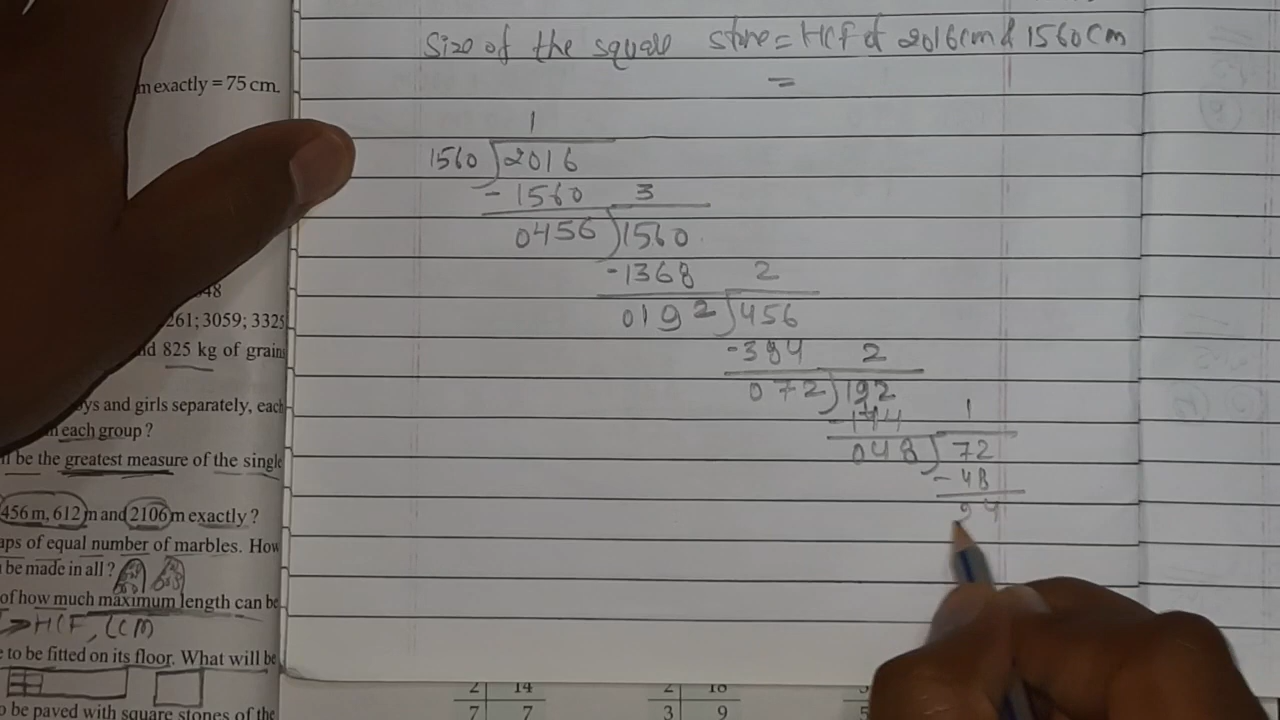 Size of the square stone = HCF of 2016cm & 1560cm
=
1
1560)2016
-1560 3
0456)1560
-1368 2
0192)456
-384 2
072)192
-144 1
048)72
-48
24
m exactly = 75 cm.
48
261; 3059; 3325
nd 825 kg of grains
ys and girls separately, each
each group ?
be the greatest measure of the single
456 m, 612 m and 2106 m exactly ?
aps of equal number of marbles. How
be made in all ?
of how much maximum length can be
HCF, LCM
to be fitted on its floor. What will be
o be paved with square stones of the
2 14 2 18
7 7 3 9 5